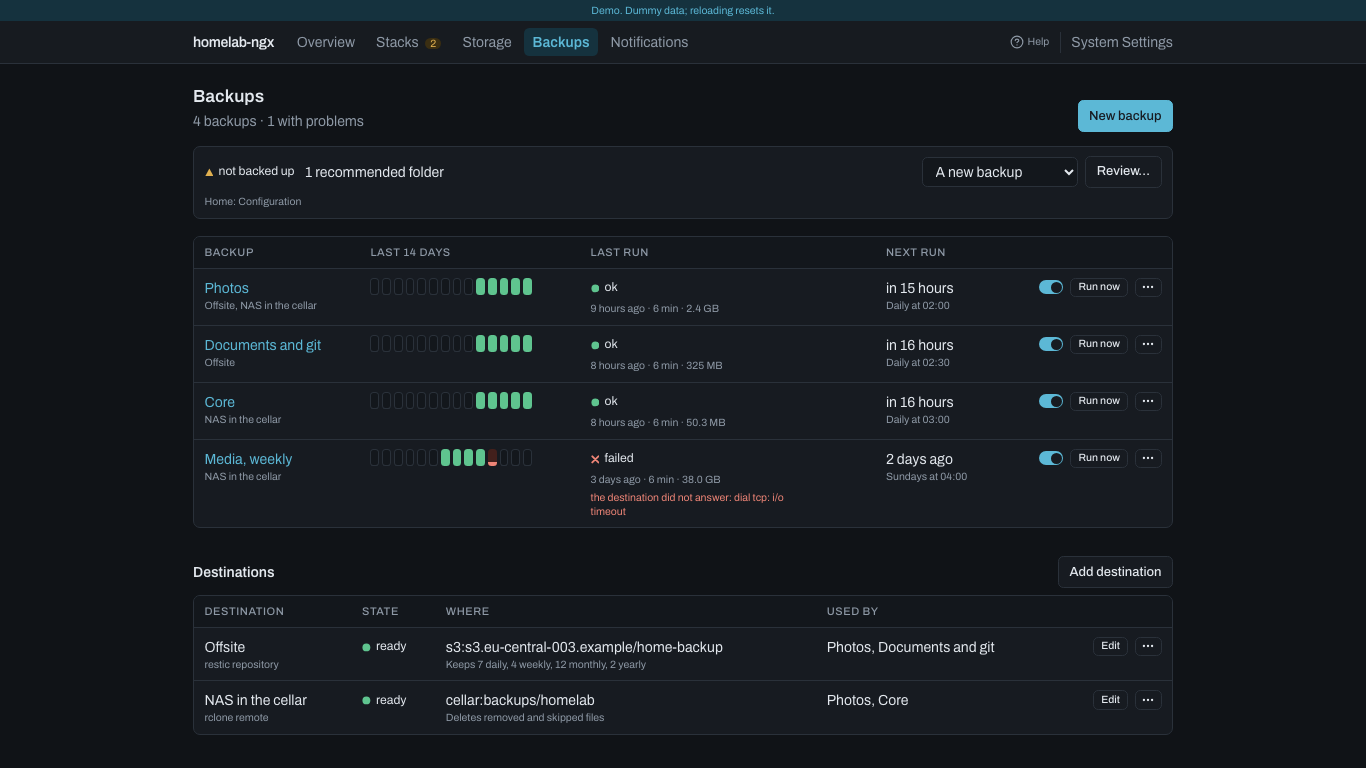 Demo. Dummy data; reloading resets it.
homelab-ngx Overview Stacks 2 Storage Backups Notifications Help System Settings
Backups
4 backups · 1 with problems
New backup
not backed up 1 recommended folder A new backup Review...
Home: Configuration
BACKUP LAST 14 DAYS LAST RUN NEXT RUN
Photos ok in 15 hours Run now ···
Offsite, NAS in the cellar 9 hours ago · 6 min · 2.4 GB Daily at 02:00
Documents and git ok in 16 hours Run now ···
Offsite 8 hours ago · 6 min · 325 MB Daily at 02:30
Core ok in 16 hours Run now ···
NAS in the cellar 8 hours ago · 6 min · 50.3 MB Daily at 03:00
Media, weekly failed 2 days ago Run now ···
NAS in the cellar 3 days ago · 6 min · 38.0 GB Sundays at 04:00
the destination did not answer: dial tcp: i/o
timeout
Destinations Add destination
DESTINATION STATE WHERE USED BY
Offsite ready s3:s3.eu-central-003.example/home-backup Photos, Documents and git Edit ···
restic repository Keeps 7 daily, 4 weekly, 12 monthly, 2 yearly
NAS in the cellar ready cellar:backups/homelab Photos, Core Edit ···
rclone remote Deletes removed and skipped files